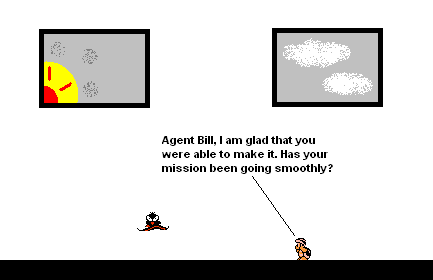 Agent Bill, I am glad that you
were able to make it. Has your
mission been going smoothly?